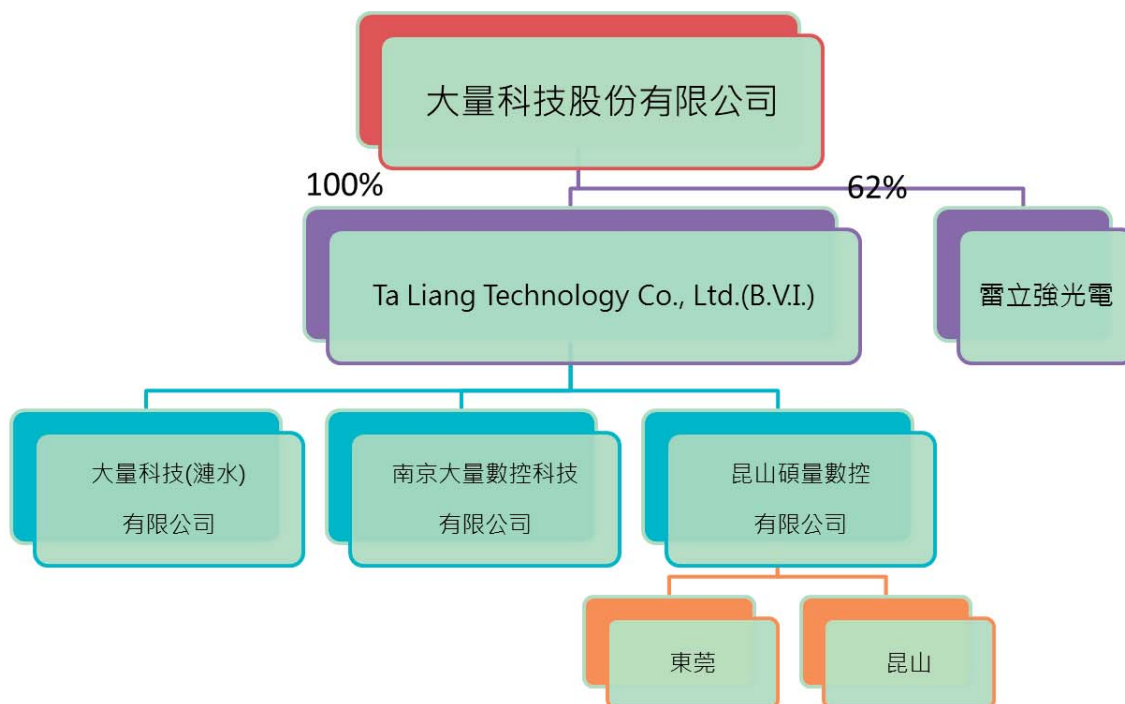 大量科技股份有限公司
100%
62%
Ta Liang Technology Co., Ltd.(B.V.I.)
雷立強光電
大量科技(漣水)
有限公司
南京大量數控科技
有限公司
昆山碩量數控
有限公司
東莞
昆山